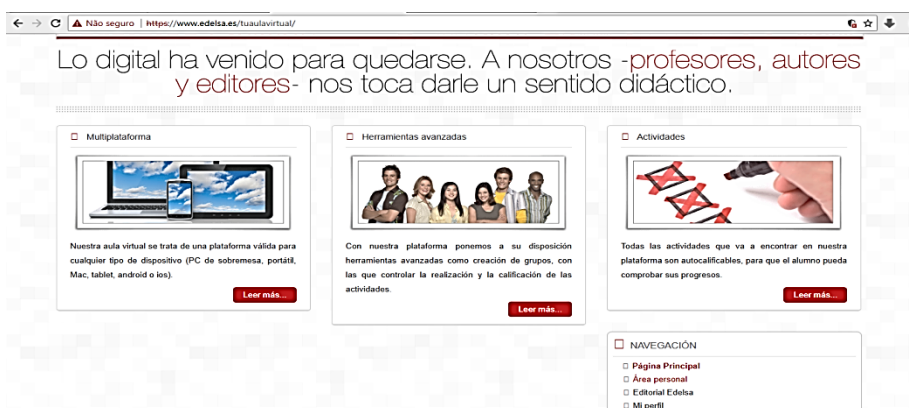 Não seguro | https://www.edelsa.es/tuaulavirtual/
Lo digital ha venido para quedarse. A nosotros -profesores, autores
y editores- nos toca darle un sentido didáctico.
Multiplataforma
Nuestra aula virtual se trata de una plataforma válida para
cualquier tipo de dispositivo (PC de sobremesa, portátil,
Mac, tablet, android o ios).
Leer más...
Herramientas avanzadas
Con nuestra plataforma ponemos a su disposición
herramientas avanzadas como creación de grupos, con
las que controlar la realización y la calificación de las
actividades.
Leer más...
Actividades
Todas las actividades que va a encontrar en nuestra
plataforma son autocalificables, para que el alumno pueda
comprobar sus progresos.
Leer más...
NAVEGACIÓN
Página Principal
Área personal
Editorial Edelsa
Mi perfil